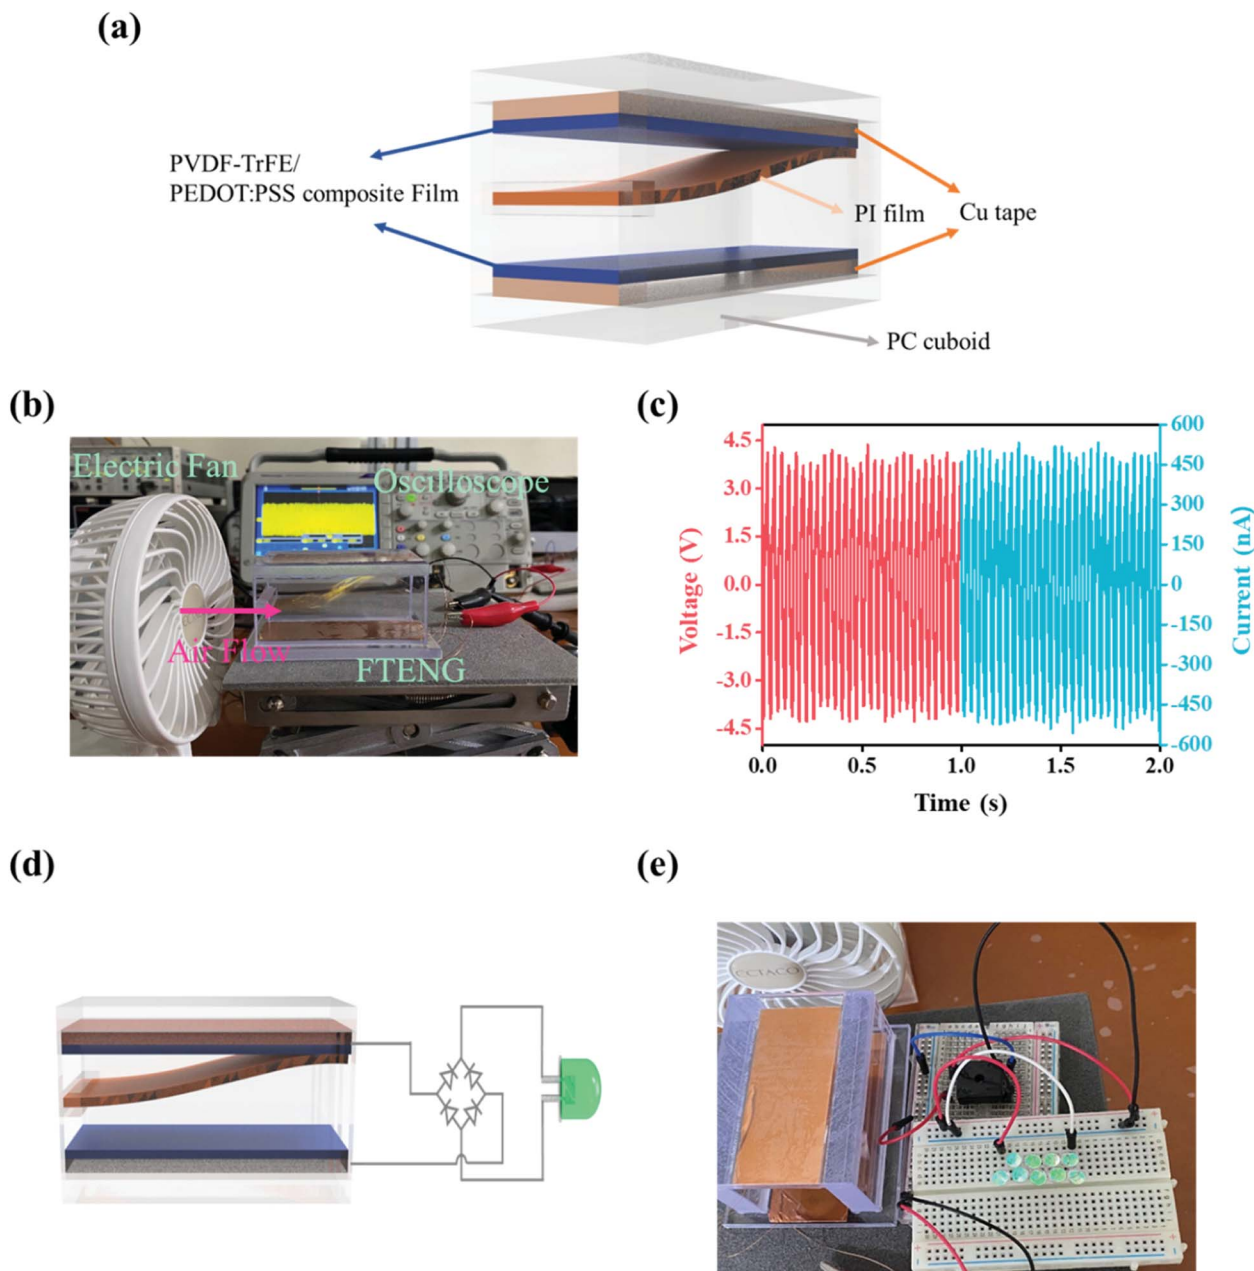 (a)
PVDF-TrFE/
PEDOT:PSS composite Film
PI film
Cu tape
PC cuboid
(b)
Electric Fan
Oscilloscope
Air Flow
FTENG
(c)
4.5
3.0
1.5
0.0
-1.5
-3.0
-4.5
Voltage (V)
600
450
300
150
0
-150
-300
-450
-600
Current (nA)
0.0 0.5 1.0 1.5 2.0
Time (s)
(d)
(e)
CCTACO